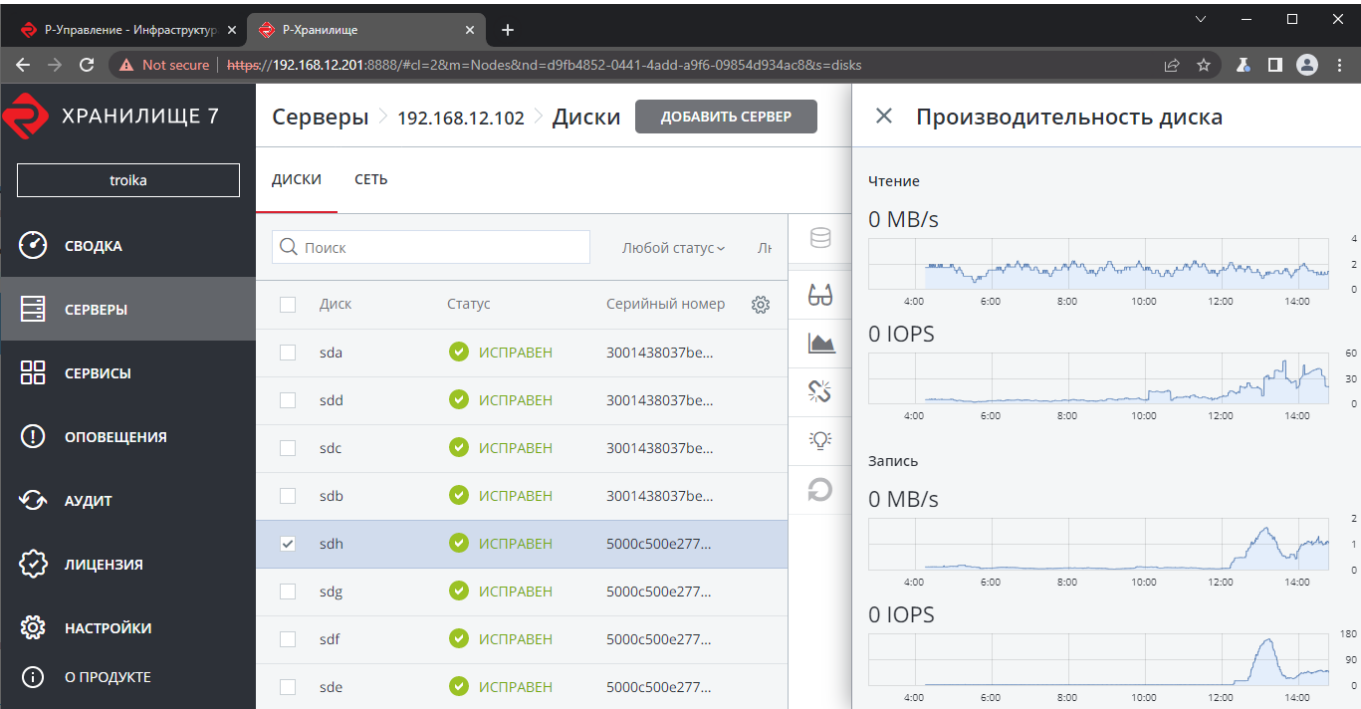 Р-Управление - Инфраструктур
Р-Хранилище
Not secure
https://192.168.12.201:8888/#cl=2&m=Nodes&nd=d9fb4852-0441-4add-a9f6-09854d934ac8&s=disks
ХРАНИЛИЩЕ 7
troika
СВОДКА
СЕРВЕРЫ
СЕРВИСЫ
ОПОВЕЩЕНИЯ
АУДИТ
ЛИЦЕНЗИЯ
НАСТРОЙКИ
О ПРОДУКТЕ
Серверы > 192.168.12.102 > Диски
ДОБАВИТЬ СЕРВЕР
ДИСКИ СЕТЬ
Поиск Любой статус
Диск Статус Серийный номер
sda ИСПРАВЕН 3001438037be...
sdd ИСПРАВЕН 3001438037be...
sdc ИСПРАВЕН 3001438037be...
sdb ИСПРАВЕН 3001438037be...
sdh ИСПРАВЕН 5000c500e277...
sdg ИСПРАВЕН 5000c500e277...
sdf ИСПРАВЕН 5000c500e277...
sde ИСПРАВЕН 5000c500e277...
Производительность диска
Чтение
0 MB/s
4
2
0
4:00 6:00 8:00 10:00 12:00 14:00
0 IOPS
60
30
0
4:00 6:00 8:00 10:00 12:00 14:00
Запись
0 MB/s
2
1
0
4:00 6:00 8:00 10:00 12:00 14:00
0 IOPS
180
90
0
4:00 6:00 8:00 10:00 12:00 14:00